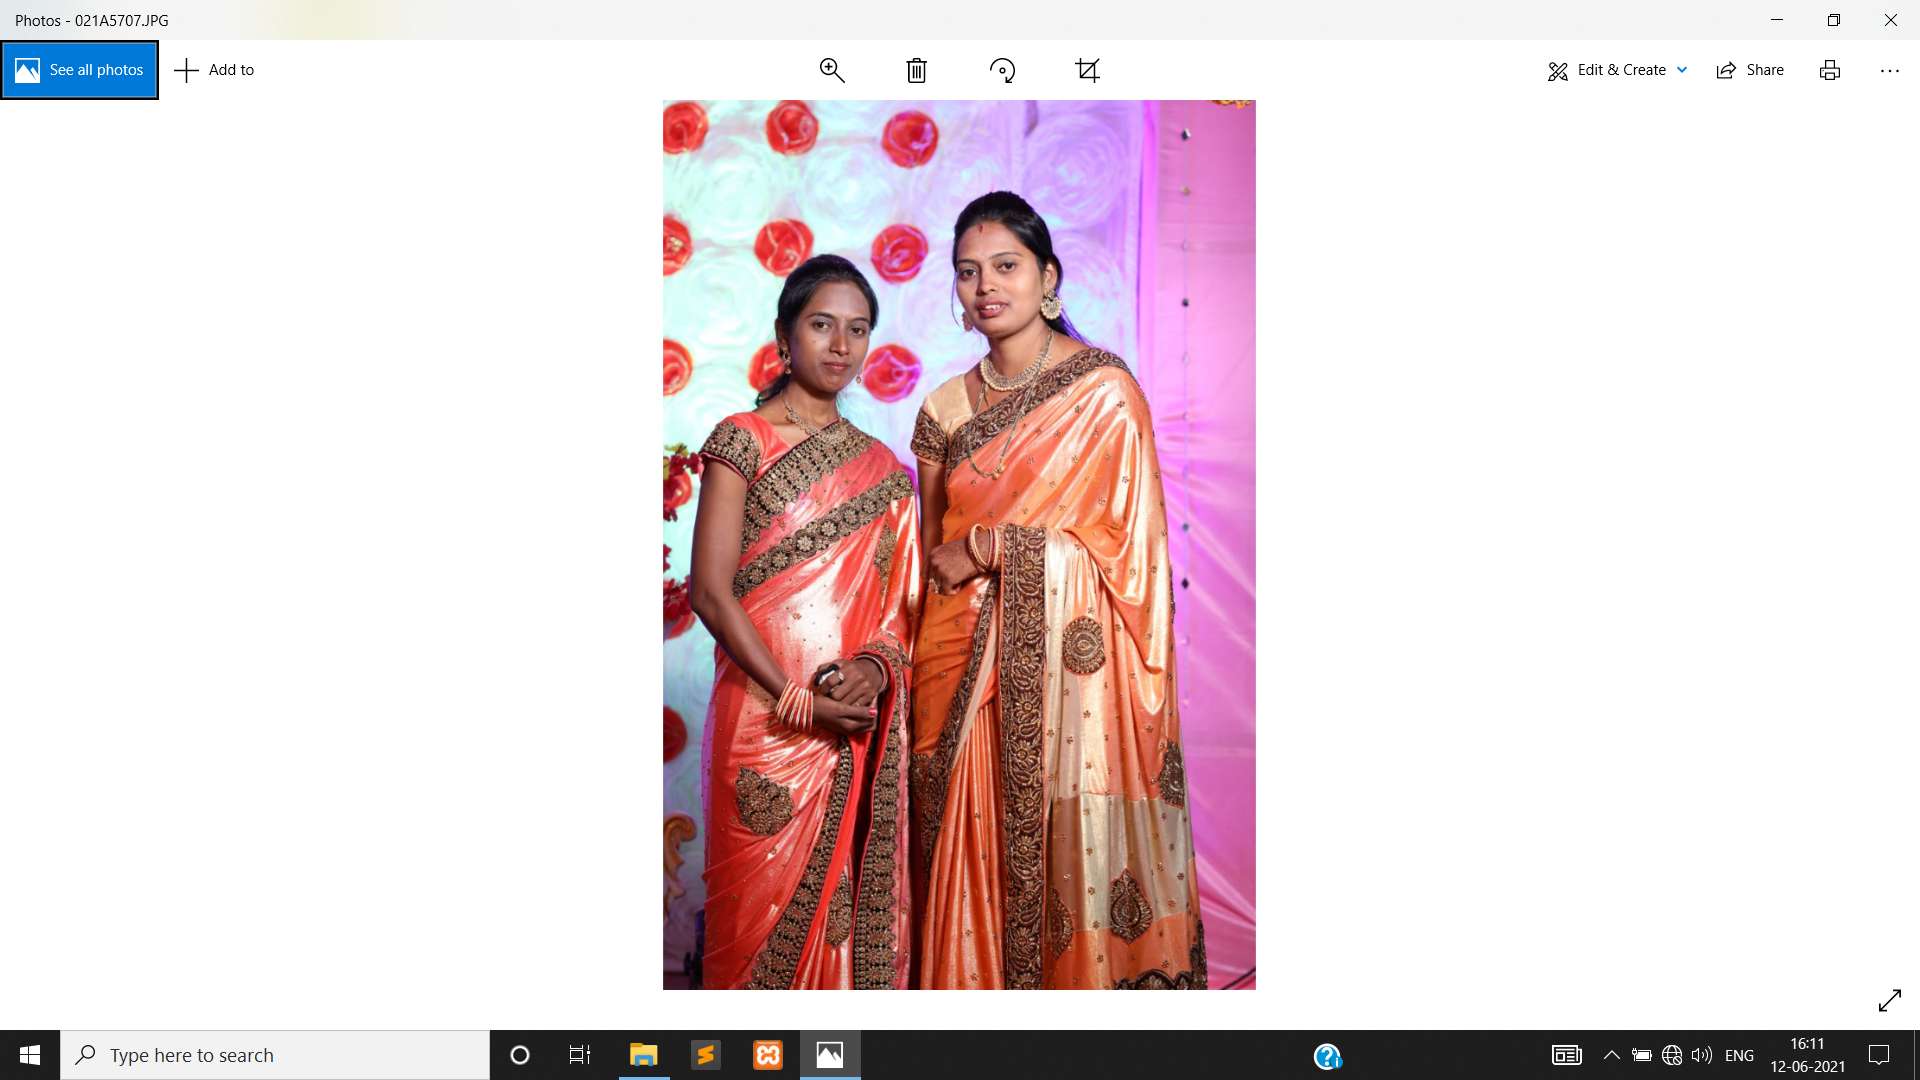 Photos - 021A5707.JPG
See all photos
Add to
Edit & Create
Share
Type here to search
ENG
16:11
12-06-2021